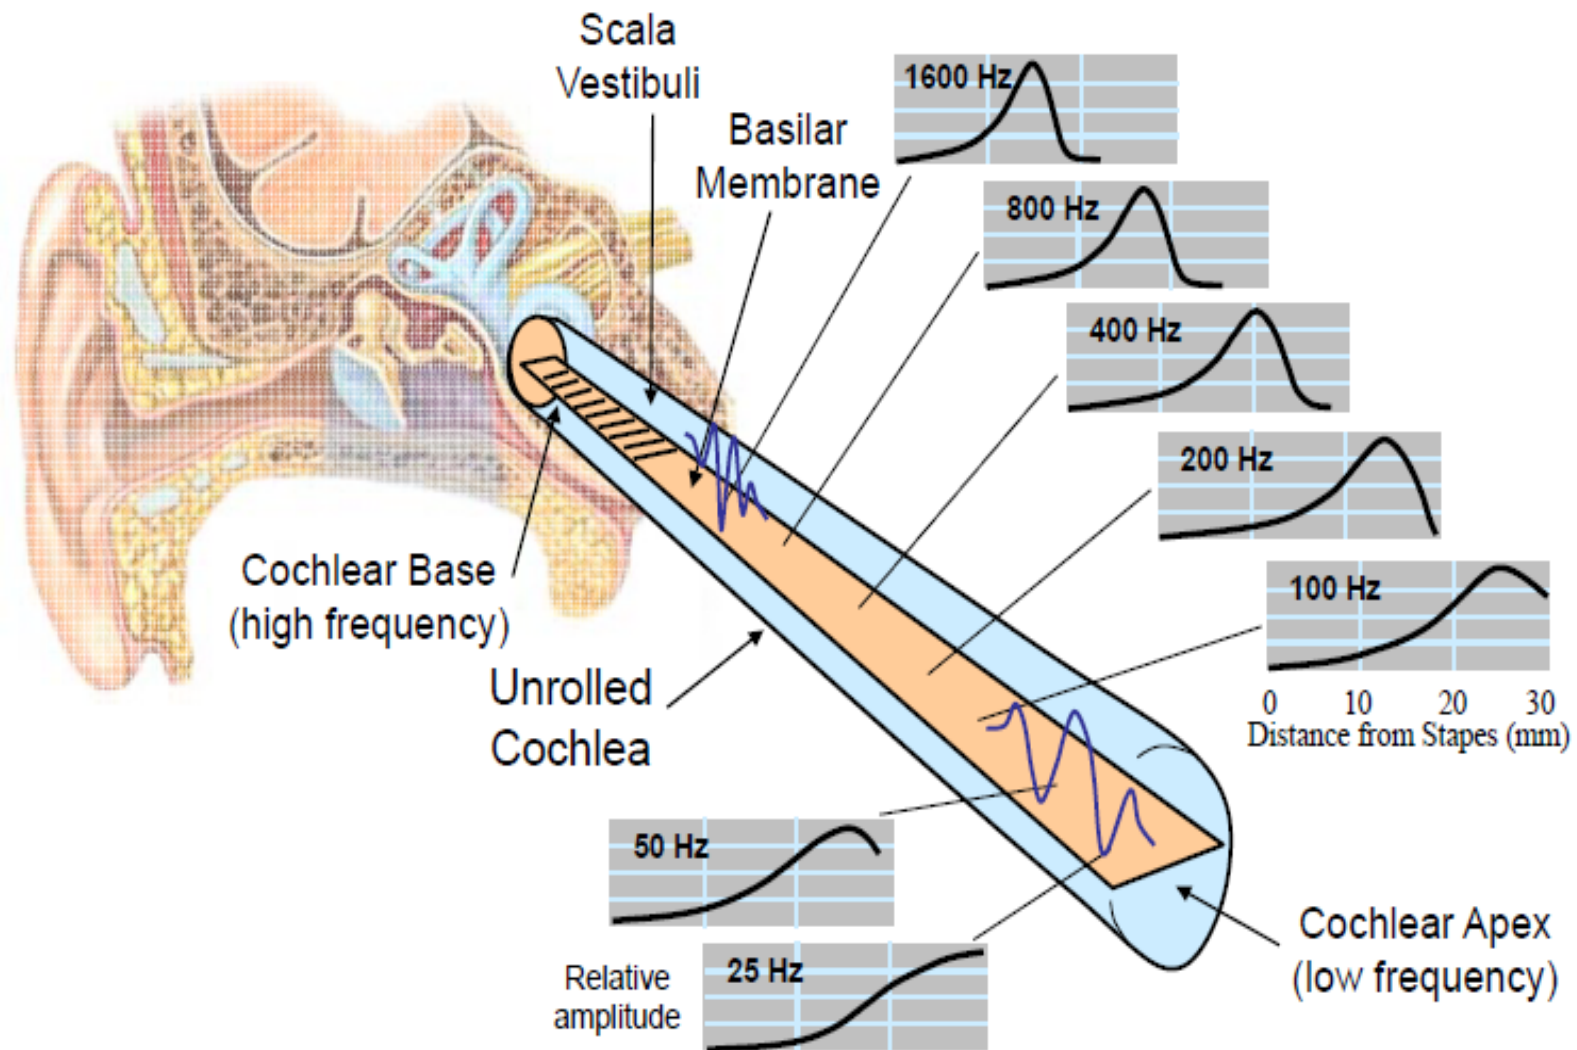 Scala
Vestibuli
1600 Hz
Basilar
Membrane
800 Hz
400 Hz
200 Hz
Cochlear Base
(high frequency)
100 Hz
Unrolled
Cochlea
0 10 20 30
Distance from Stapes (mm)
50 Hz
Cochlear Apex
(low frequency)
25 Hz
Relative
amplitude